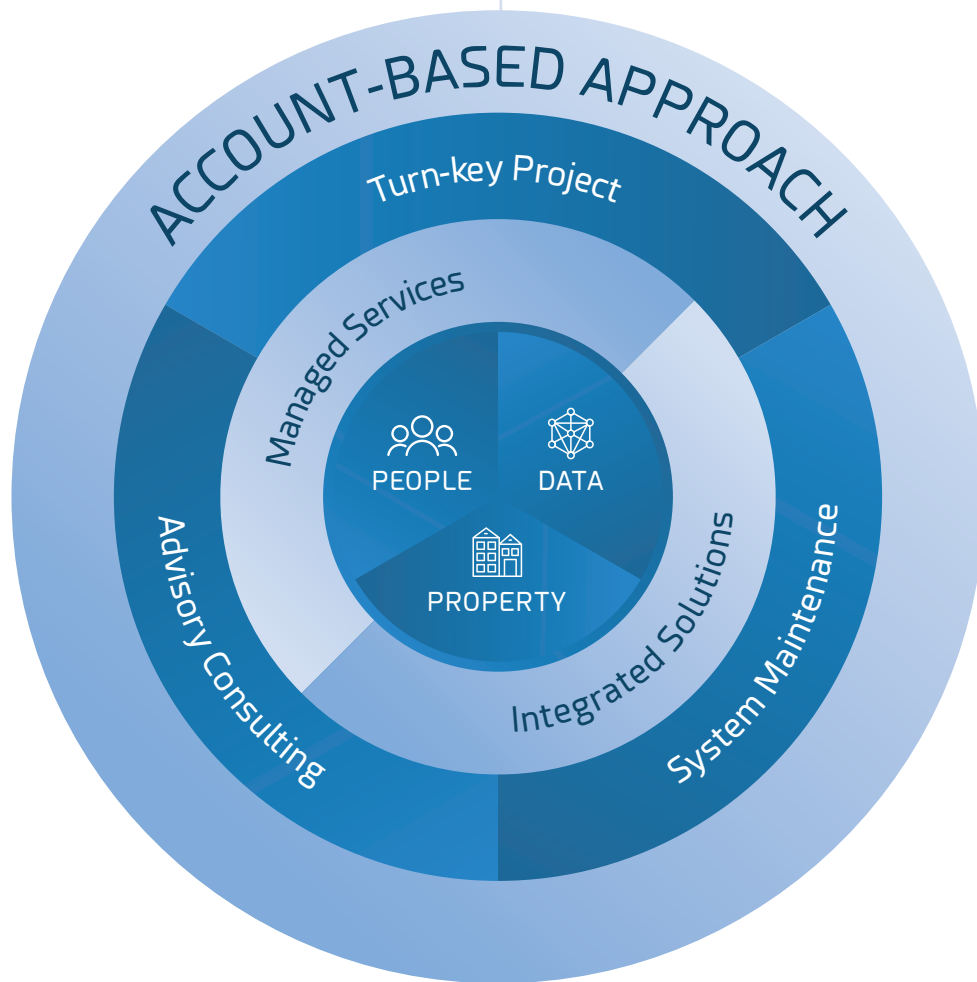 ACCOUNT-BASED APPROACH
Turn-key Project
Managed Services
PEOPLE
DATA
PROPERTY
Integrated Solutions
Advisory Consulting
System Maintenance